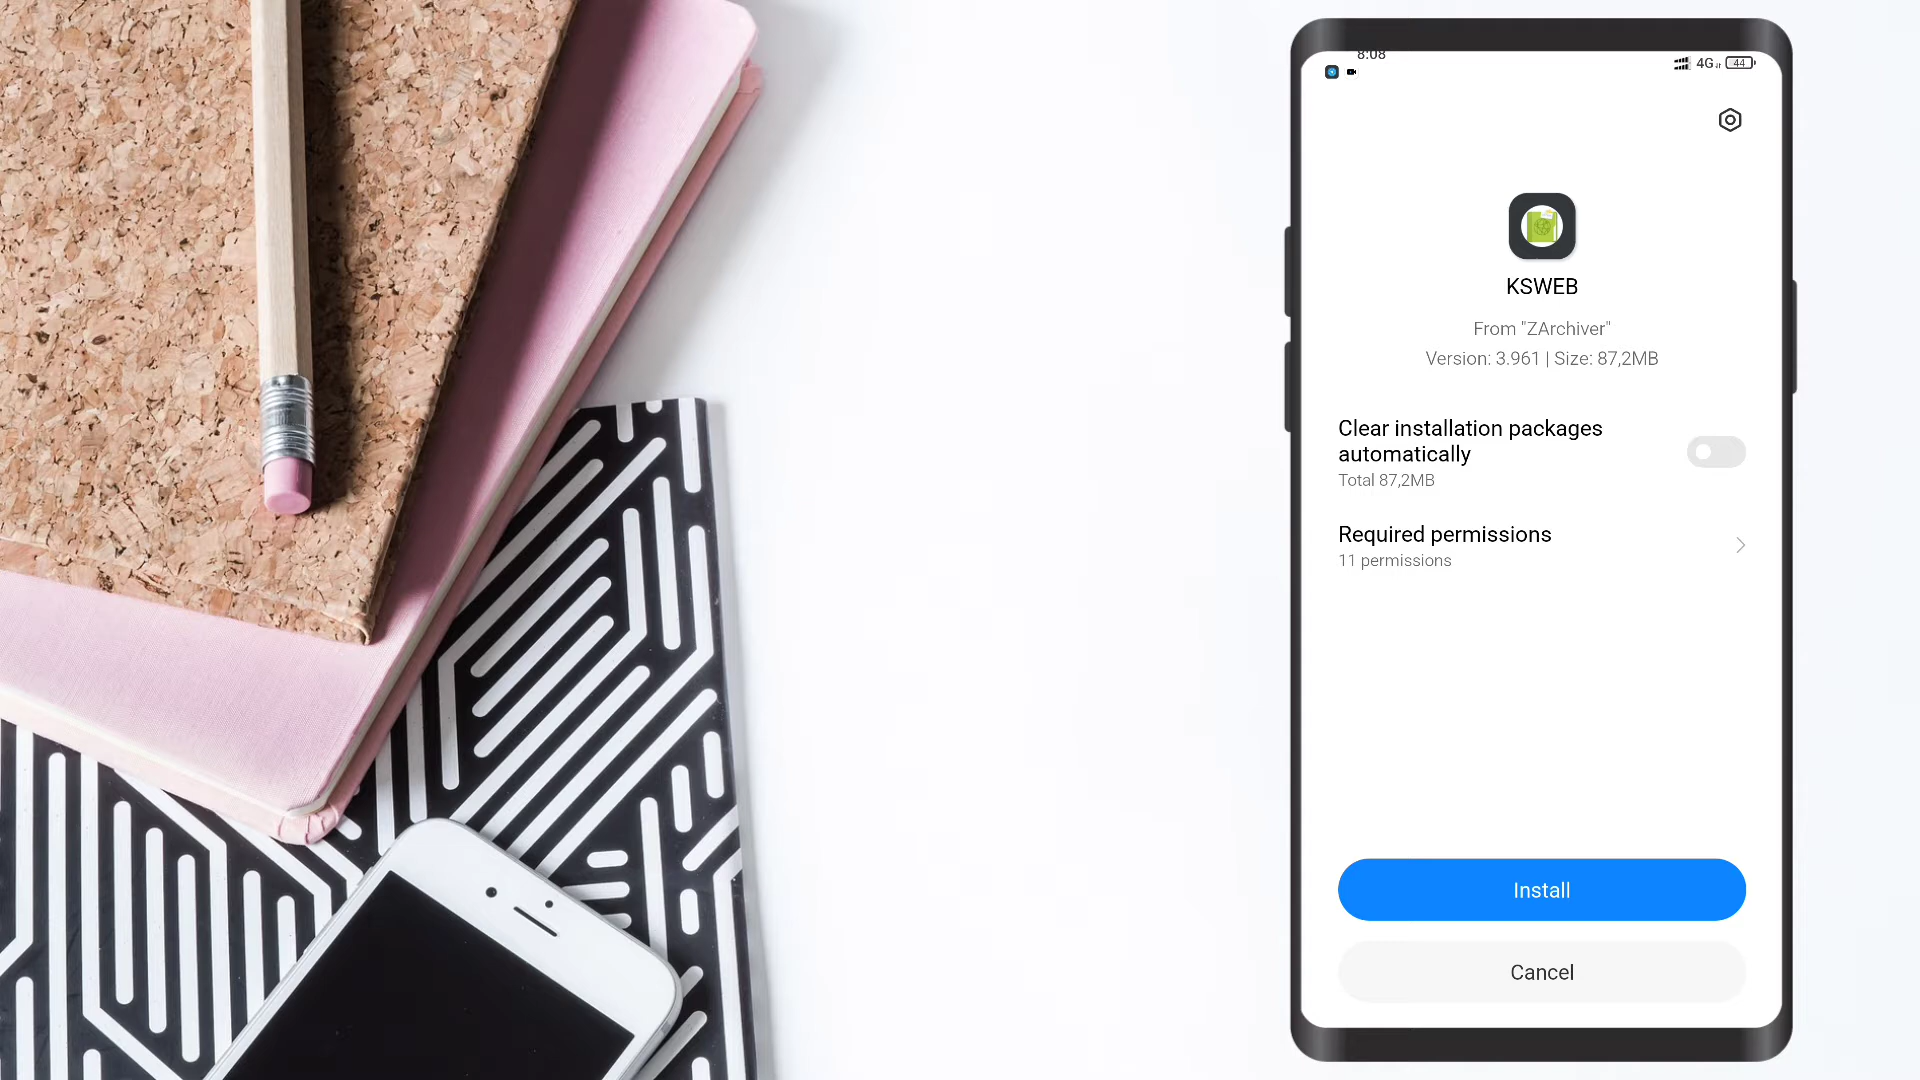 8:08
4G
44
KSWEB
From "ZArchiver"
Version: 3.961 | Size: 87,2MB
Clear installation packages
automatically
Total 87,2MB
Required permissions
11 permissions
Install
Cancel